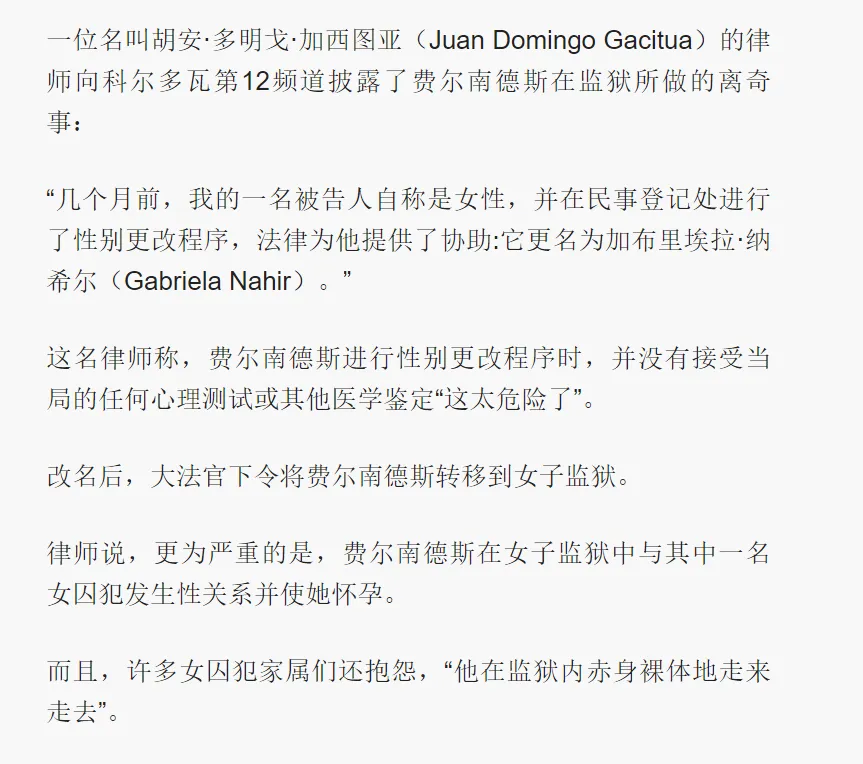 一位名叫胡安·多明戈·加西图亚（Juan Domingo Gacitua）的律
师向科尔多瓦第12频道披露了费尔南德斯在监狱所做的离奇
事：
“几个月前，我的一名被告人自称是女性，并在民事登记处进行
了性别更改程序，法律为他提供了协助:它更名为加布里埃拉·纳
希尔（Gabriela Nahir）。”
这名律师称，费尔南德斯进行性别更改程序时，并没有接受当
局的任何心理测试或其他医学鉴定“这太危险了”。
改名后，大法官下令将费尔南德斯转移到女子监狱。
律师说，更为严重的是，费尔南德斯在女子监狱中与其中一名
女囚犯发生性关系并使她怀孕。
而且，许多女囚犯家属们还抱怨，“他在监狱内赤身裸体地走来
走去”。